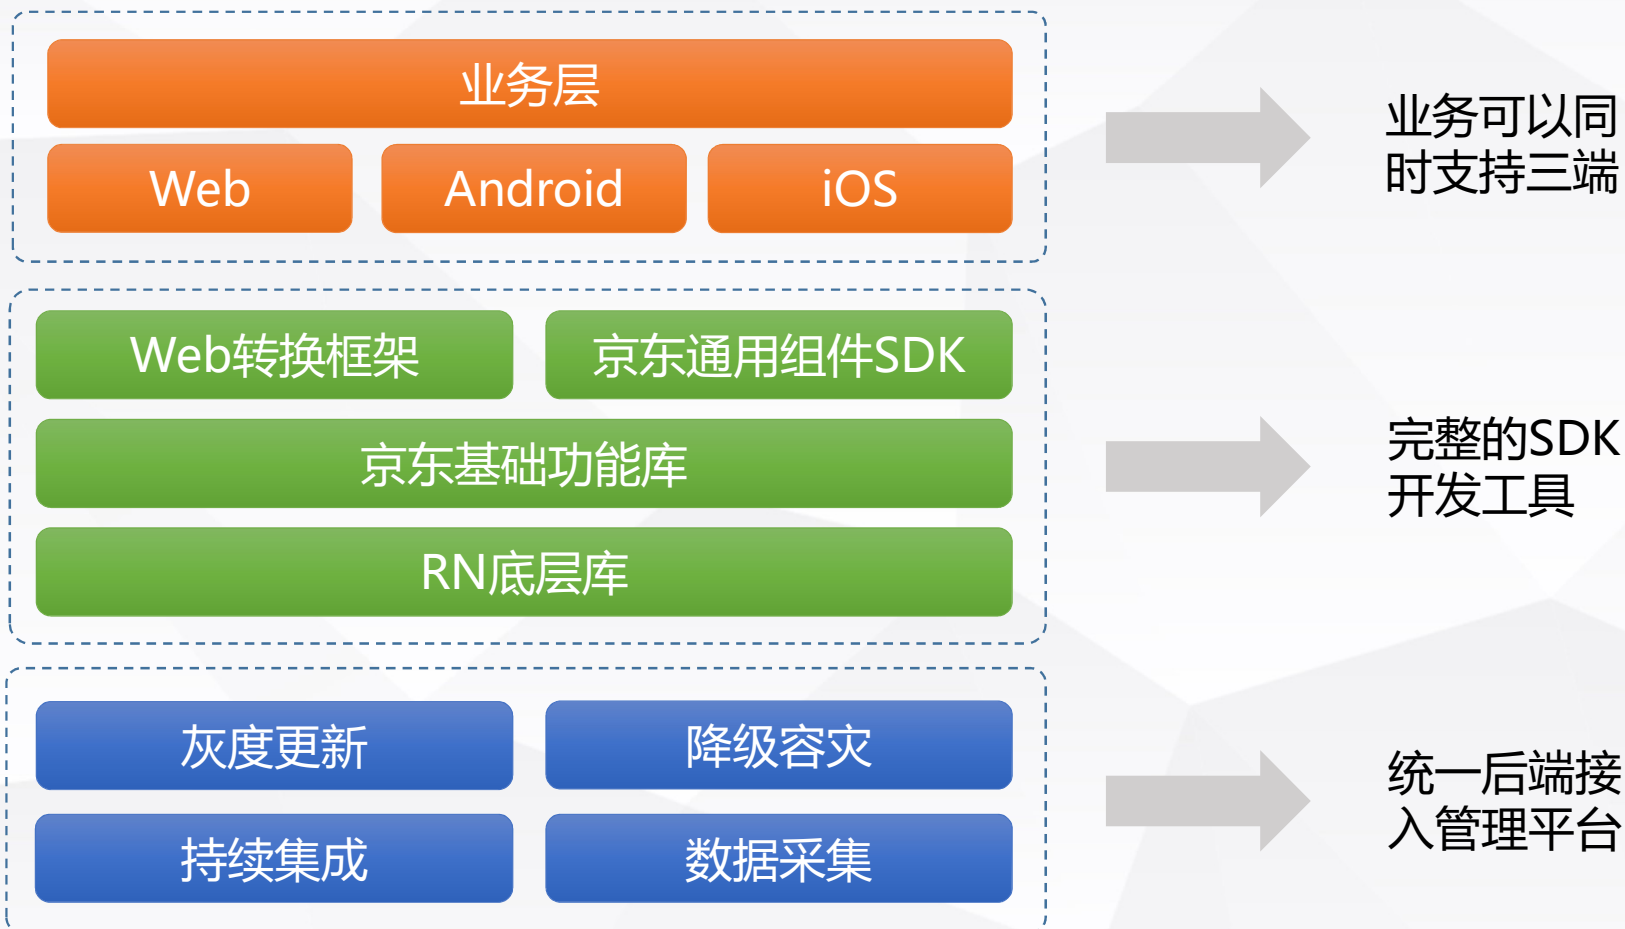 业务层
Web
Android
iOS
业务可以同
时支持三端
Web转换框架
京东通用组件SDK
京东基础功能库
RN底层库
完整的SDK
开发工具
灰度更新
降级容灾
持续集成
数据采集
统一后端接
入管理平台